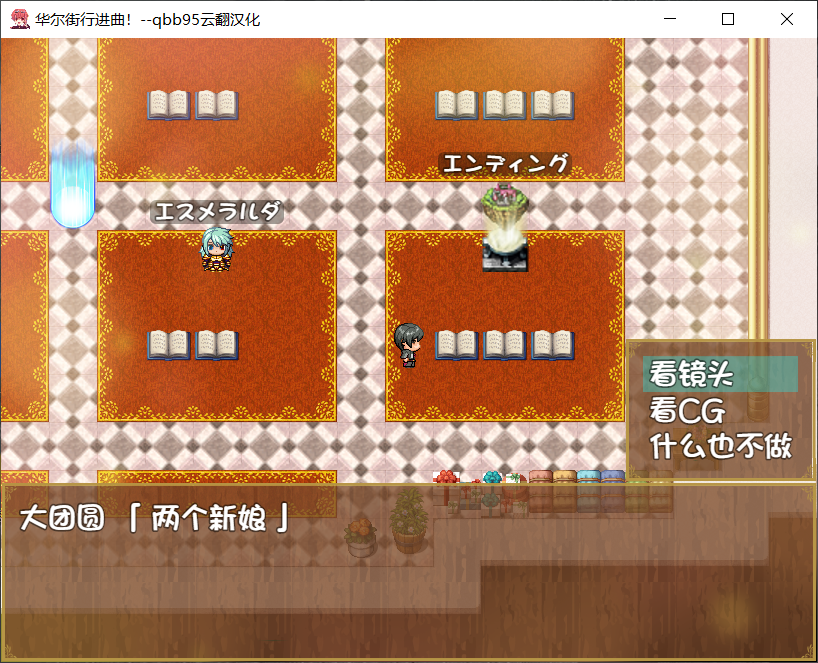 华尔街行进曲！--qbb95云翻汉化
エンディング
エスメラルダ
看镜头
看CG
什么也不做
大团圆 「 两个新娘 」